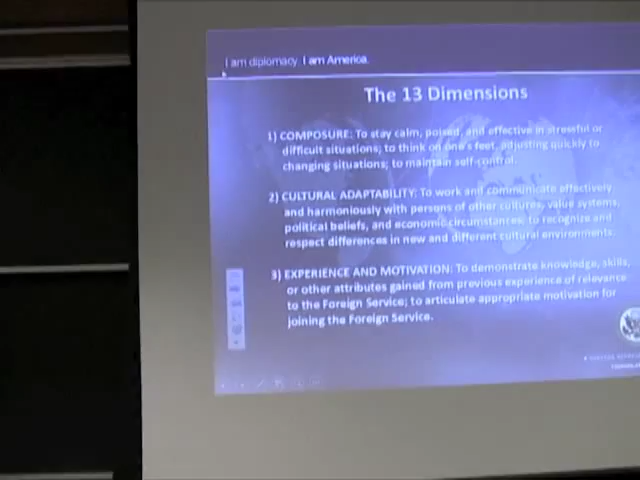 I am diplomacy. I am America.
The 13 Dimensions
1) COMPOSURE: To stay calm, poised, and effective in stressful or
difficult situations; to think on one's feet, adjusting quickly to
changing situations; to maintain self-control.
2) CULTURAL ADAPTABILITY: To work and communicate effectively
and harmoniously with persons of other cultures, value systems,
political beliefs, and economic circumstances; to recognize and
respect differences in new and different cultural environments.
3) EXPERIENCE AND MOTIVATION: To demonstrate knowledge, skills,
or other attributes gained from previous experience of relevance
to the Foreign Service; to articulate appropriate motivation for
joining the Foreign Service.